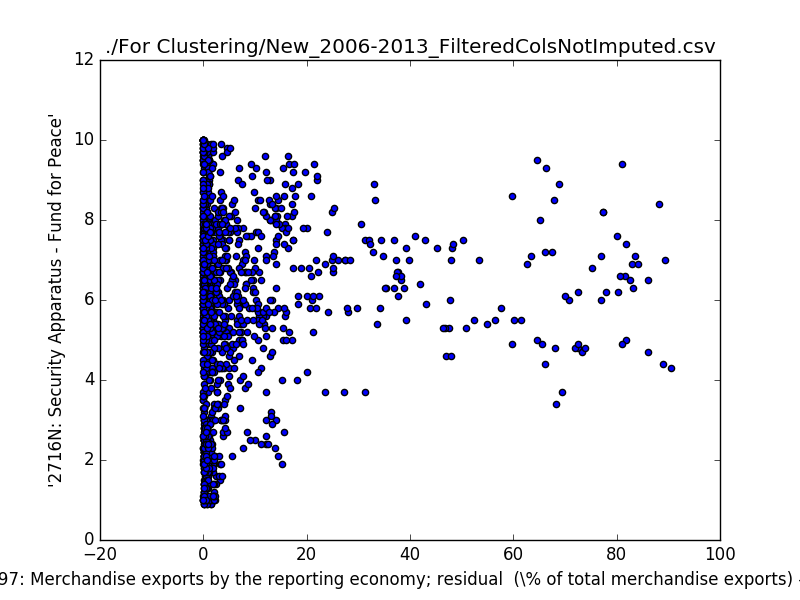 ./For Clustering/New_2006-2013_FilteredColsNotImputed.csv
'2716N: Security Apparatus - Fund for Peace'
12
10
8
6
4
2
0
−20 0 20 40 60 80 100
97: Merchandise exports by the reporting economy; residual (\% of total merchandise exports)